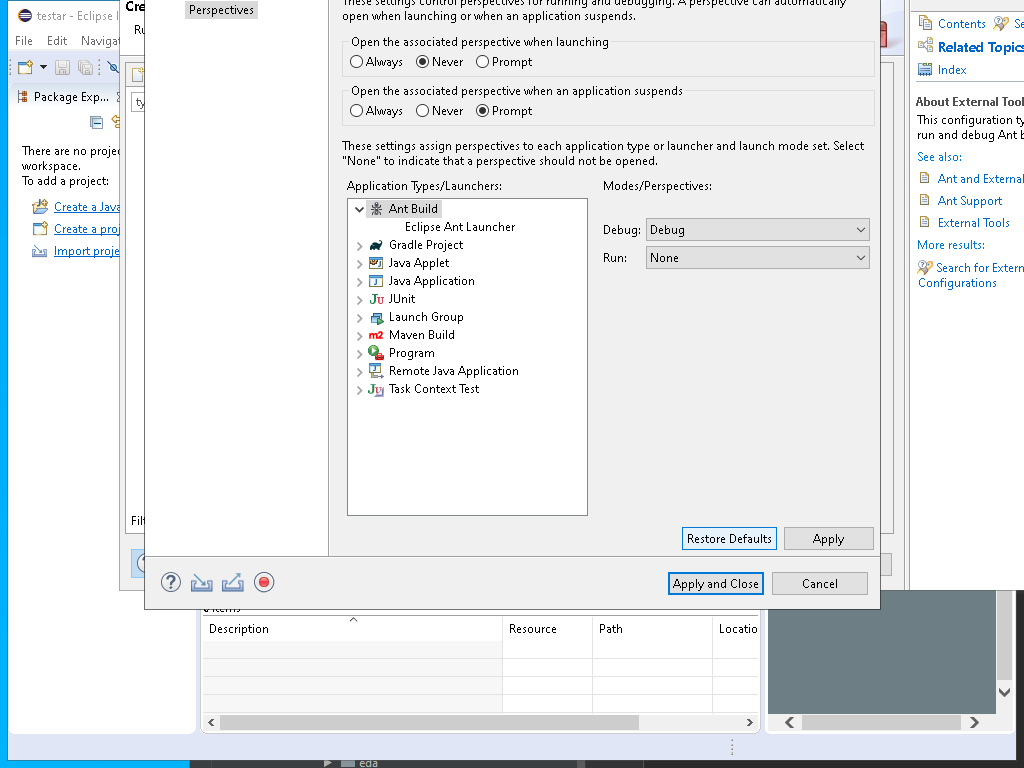 testar - Eclipse I
File Edit Navigat
Package Exp...
There are no proje
workspace.
To add a project:
Create a Java
Create a proj
Import proje
Cre
Ru
ty
Filt
Perspectives
These settings control perspectives for running and debugging. A perspective can automatically
open when launching or when an application suspends.
Open the associated perspective when launching
Always Never Prompt
Open the associated perspective when an application suspends
Always Never Prompt
These settings assign perspectives to each application type or launcher and launch mode set. Select
"None" to indicate that a perspective should not be opened.
Application Types/Launchers:
Ant Build
Eclipse Ant Launcher
Gradle Project
Java Applet
Java Application
JUnit
Launch Group
Maven Build
Program
Remote Java Application
Task Context Test
Modes/Perspectives:
Debug: Debug
Run: None
Restore Defaults Apply
Apply and Close Cancel
Contents Se
Related Topics
Index
About External Tool
This configuration ty
run and debug Ant b
See also:
Ant and External
Ant Support
External Tools
More results:
Search for Extern
Configurations
items
Description Resource Path Locatio
eda